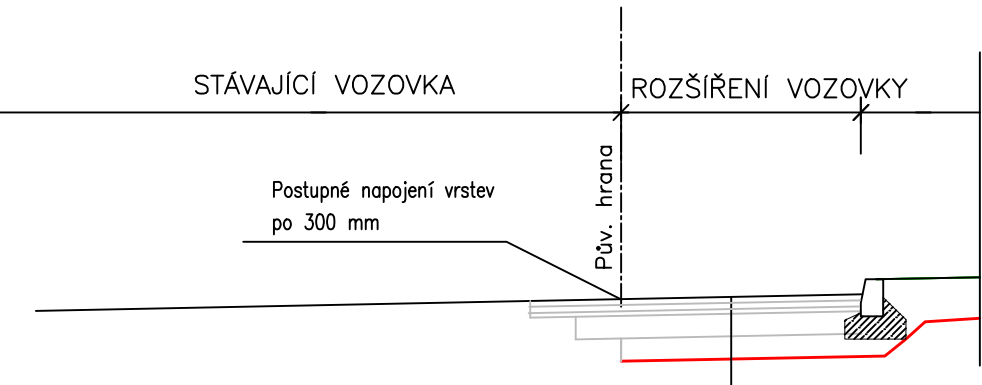 STÁVAJÍCÍ VOZOVKA
ROZŠÍŘENÍ VOZOVKY
Postupné napojení vrstev
po 300 mm
Pův. hrana